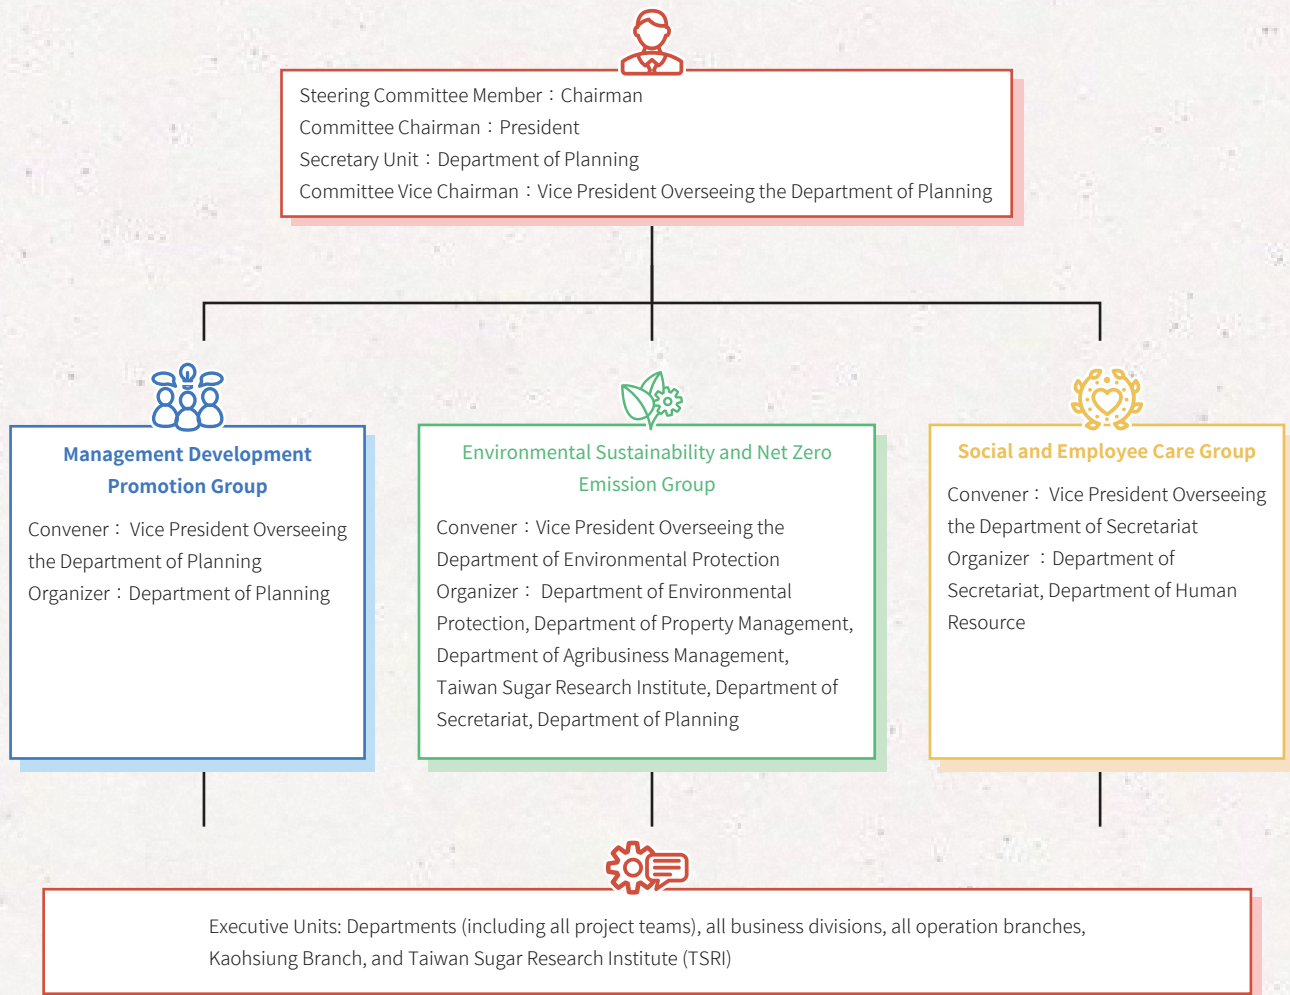 Steering Committee Member：Chairman
Committee Chairman：President
Secretary Unit：Department of Planning
Committee Vice Chairman：Vice President Overseeing the Department of Planning
Management Development
Promotion Group
Convener： Vice President Overseeing
the Department of Planning
Organizer：Department of Planning
Environmental Sustainability and Net Zero
Emission Group
Convener：Vice President Overseeing the
Department of Environmental Protection
Organizer： Department of Environmental
Protection, Department of Property Management,
Department of Agribusiness Management,
Taiwan Sugar Research Institute, Department of
Secretariat, Department of Planning
Social and Employee Care Group
Convener： Vice President Overseeing
the Department of Secretariat
Organizer ：Department of
Secretariat, Department of Human
Resource
Executive Units: Departments (including all project teams), all business divisions, all operation branches,
Kaohsiung Branch, and Taiwan Sugar Research Institute (TSRI)